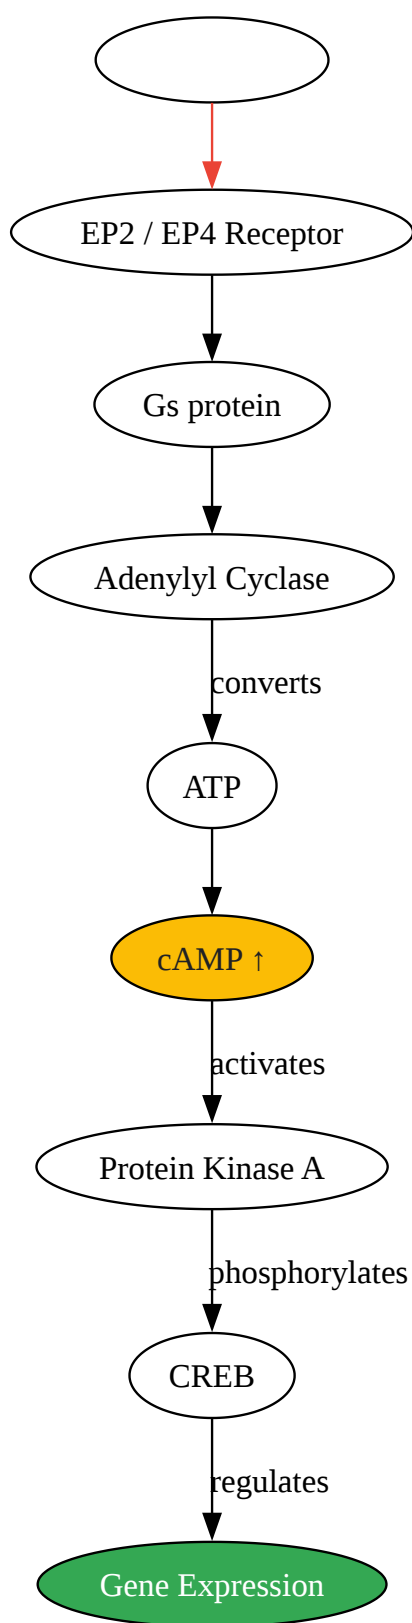 EP2 / EP4 Receptor
Gs protein
Adenylyl Cyclase
converts
ATP
cAMP ↑
activates
Protein Kinase A
phosphorylates
CREB
regulates
Gene Expression